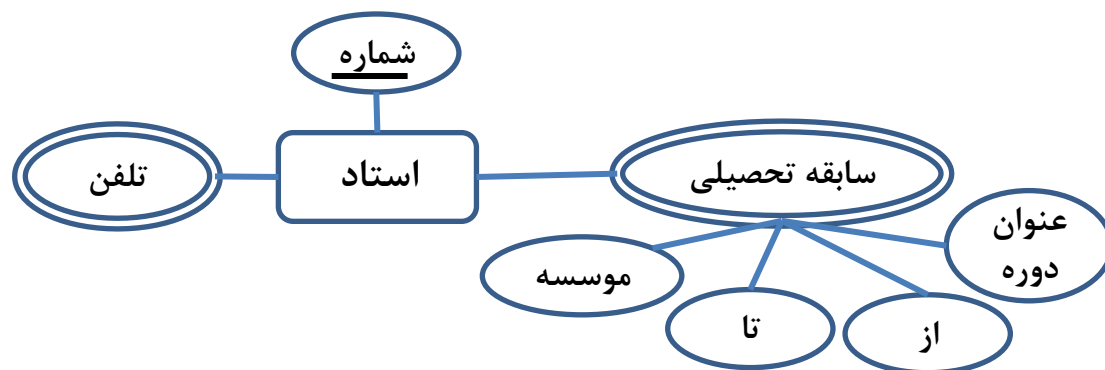 شماره
سابقه تحصیلی
استاد
تلفن
عنوان
دوره
موسسه
تا
از